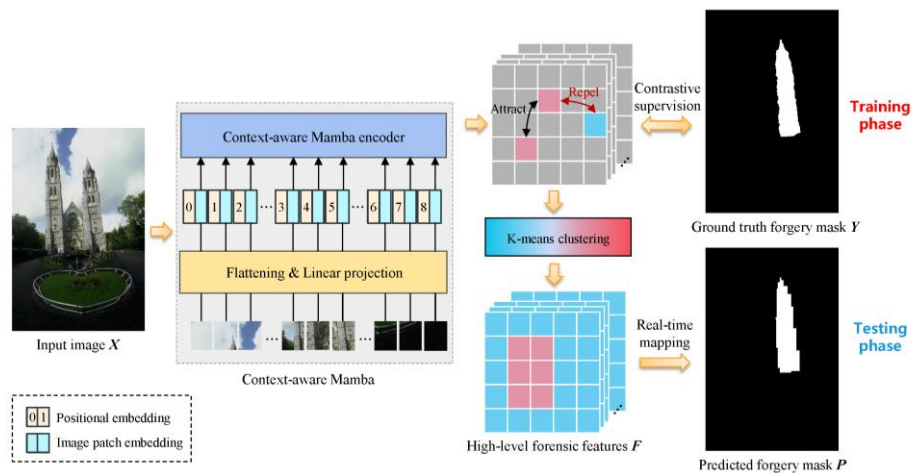 Input image X
Context-aware Mamba encoder
0 1 2 ... 3 4 5 ... 6 7 8
Flattening & Linear projection
... ...
Context-aware Mamba
0 1 Positional embedding
Image patch embedding
Attract
Repel
Contrastive
supervision
Training
phase
Ground truth forgery mask Y
K-means clustering
High-level forensic features F
Real-time
mapping
Testing
phase
Predicted forgery mask P